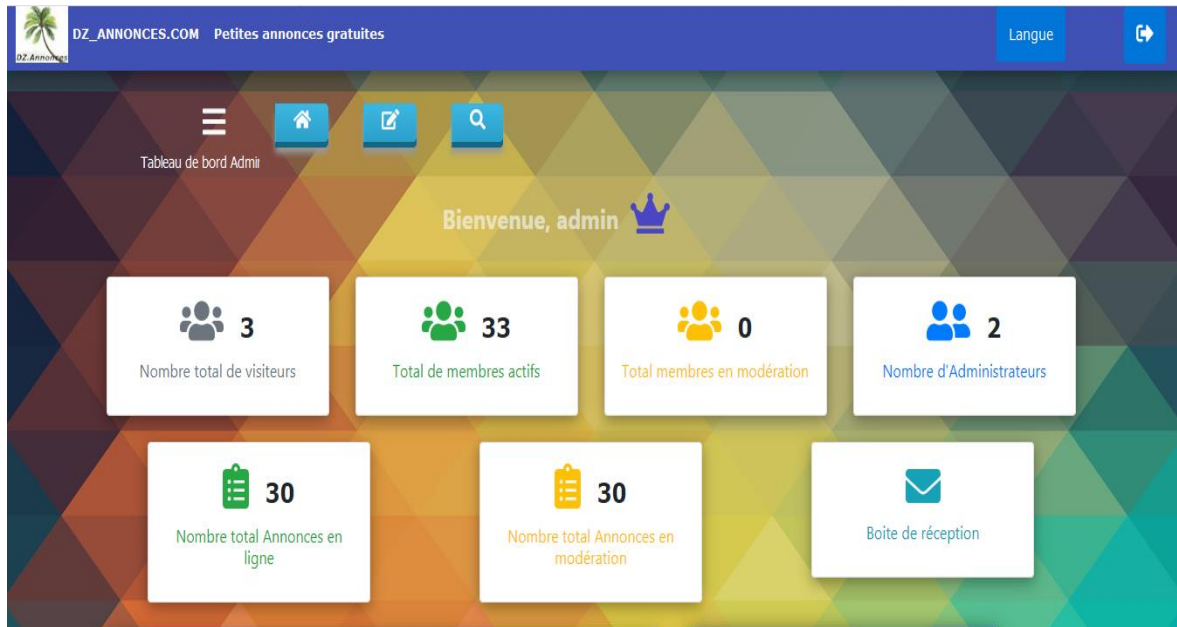 DZ.Annonces
DZ_ANNONCES.COM Petites annonces gratuites
Langue
Tableau de bord Admi
Bienvenue, admin
3
Nombre total de visiteurs
33
Total de membres actifs
0
Total membres en modération
2
Nombre d'Administrateurs
30
Nombre total Annonces en
ligne
30
Nombre total Annonces en
modération
Boite de réception